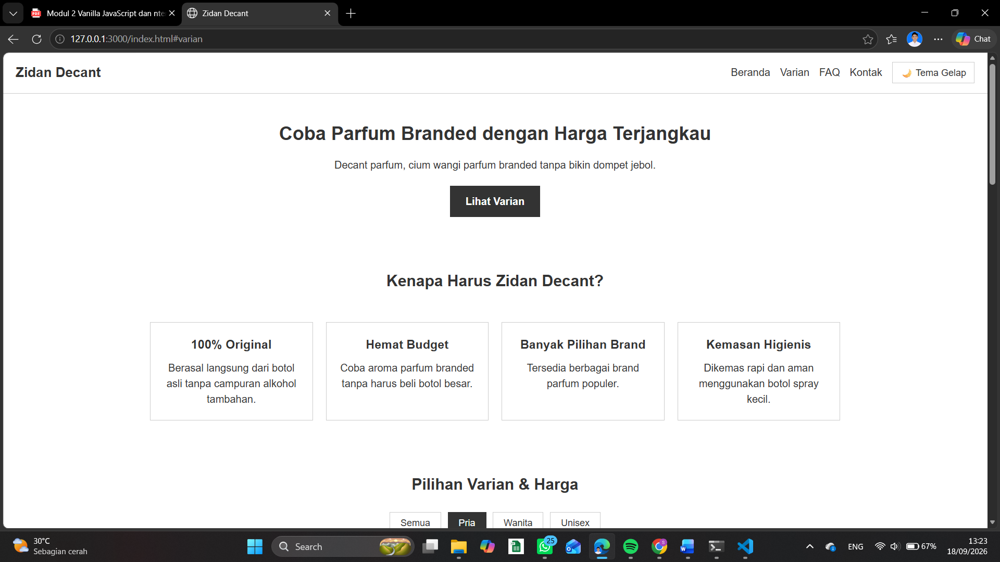 Modul 2 Vanilla JavaScript dan nte
Zidan Decant
127.0.0.1:3000/index.html#varian
Chat
Zidan Decant
Beranda Varian FAQ Kontak 🌙 Tema Gelap
Coba Parfum Branded dengan Harga Terjangkau
Decant parfum, cium wangi parfum branded tanpa bikin dompet jebol.
Lihat Varian
Kenapa Harus Zidan Decant?
100% Original
Berasal langsung dari botol
asli tanpa campuran alkohol
tambahan.
Hemat Budget
Coba aroma parfum branded
tanpa harus beli botol besar.
Banyak Pilihan Brand
Tersedia berbagai brand
parfum populer.
Kemasan Higienis
Dikemas rapi dan aman
menggunakan botol spray
kecil.
Pilihan Varian & Harga
Semua Pria Wanita Unisex
30°C
Sebagian cerah
Search
25
ENG
67%
13:23
18/09/2026